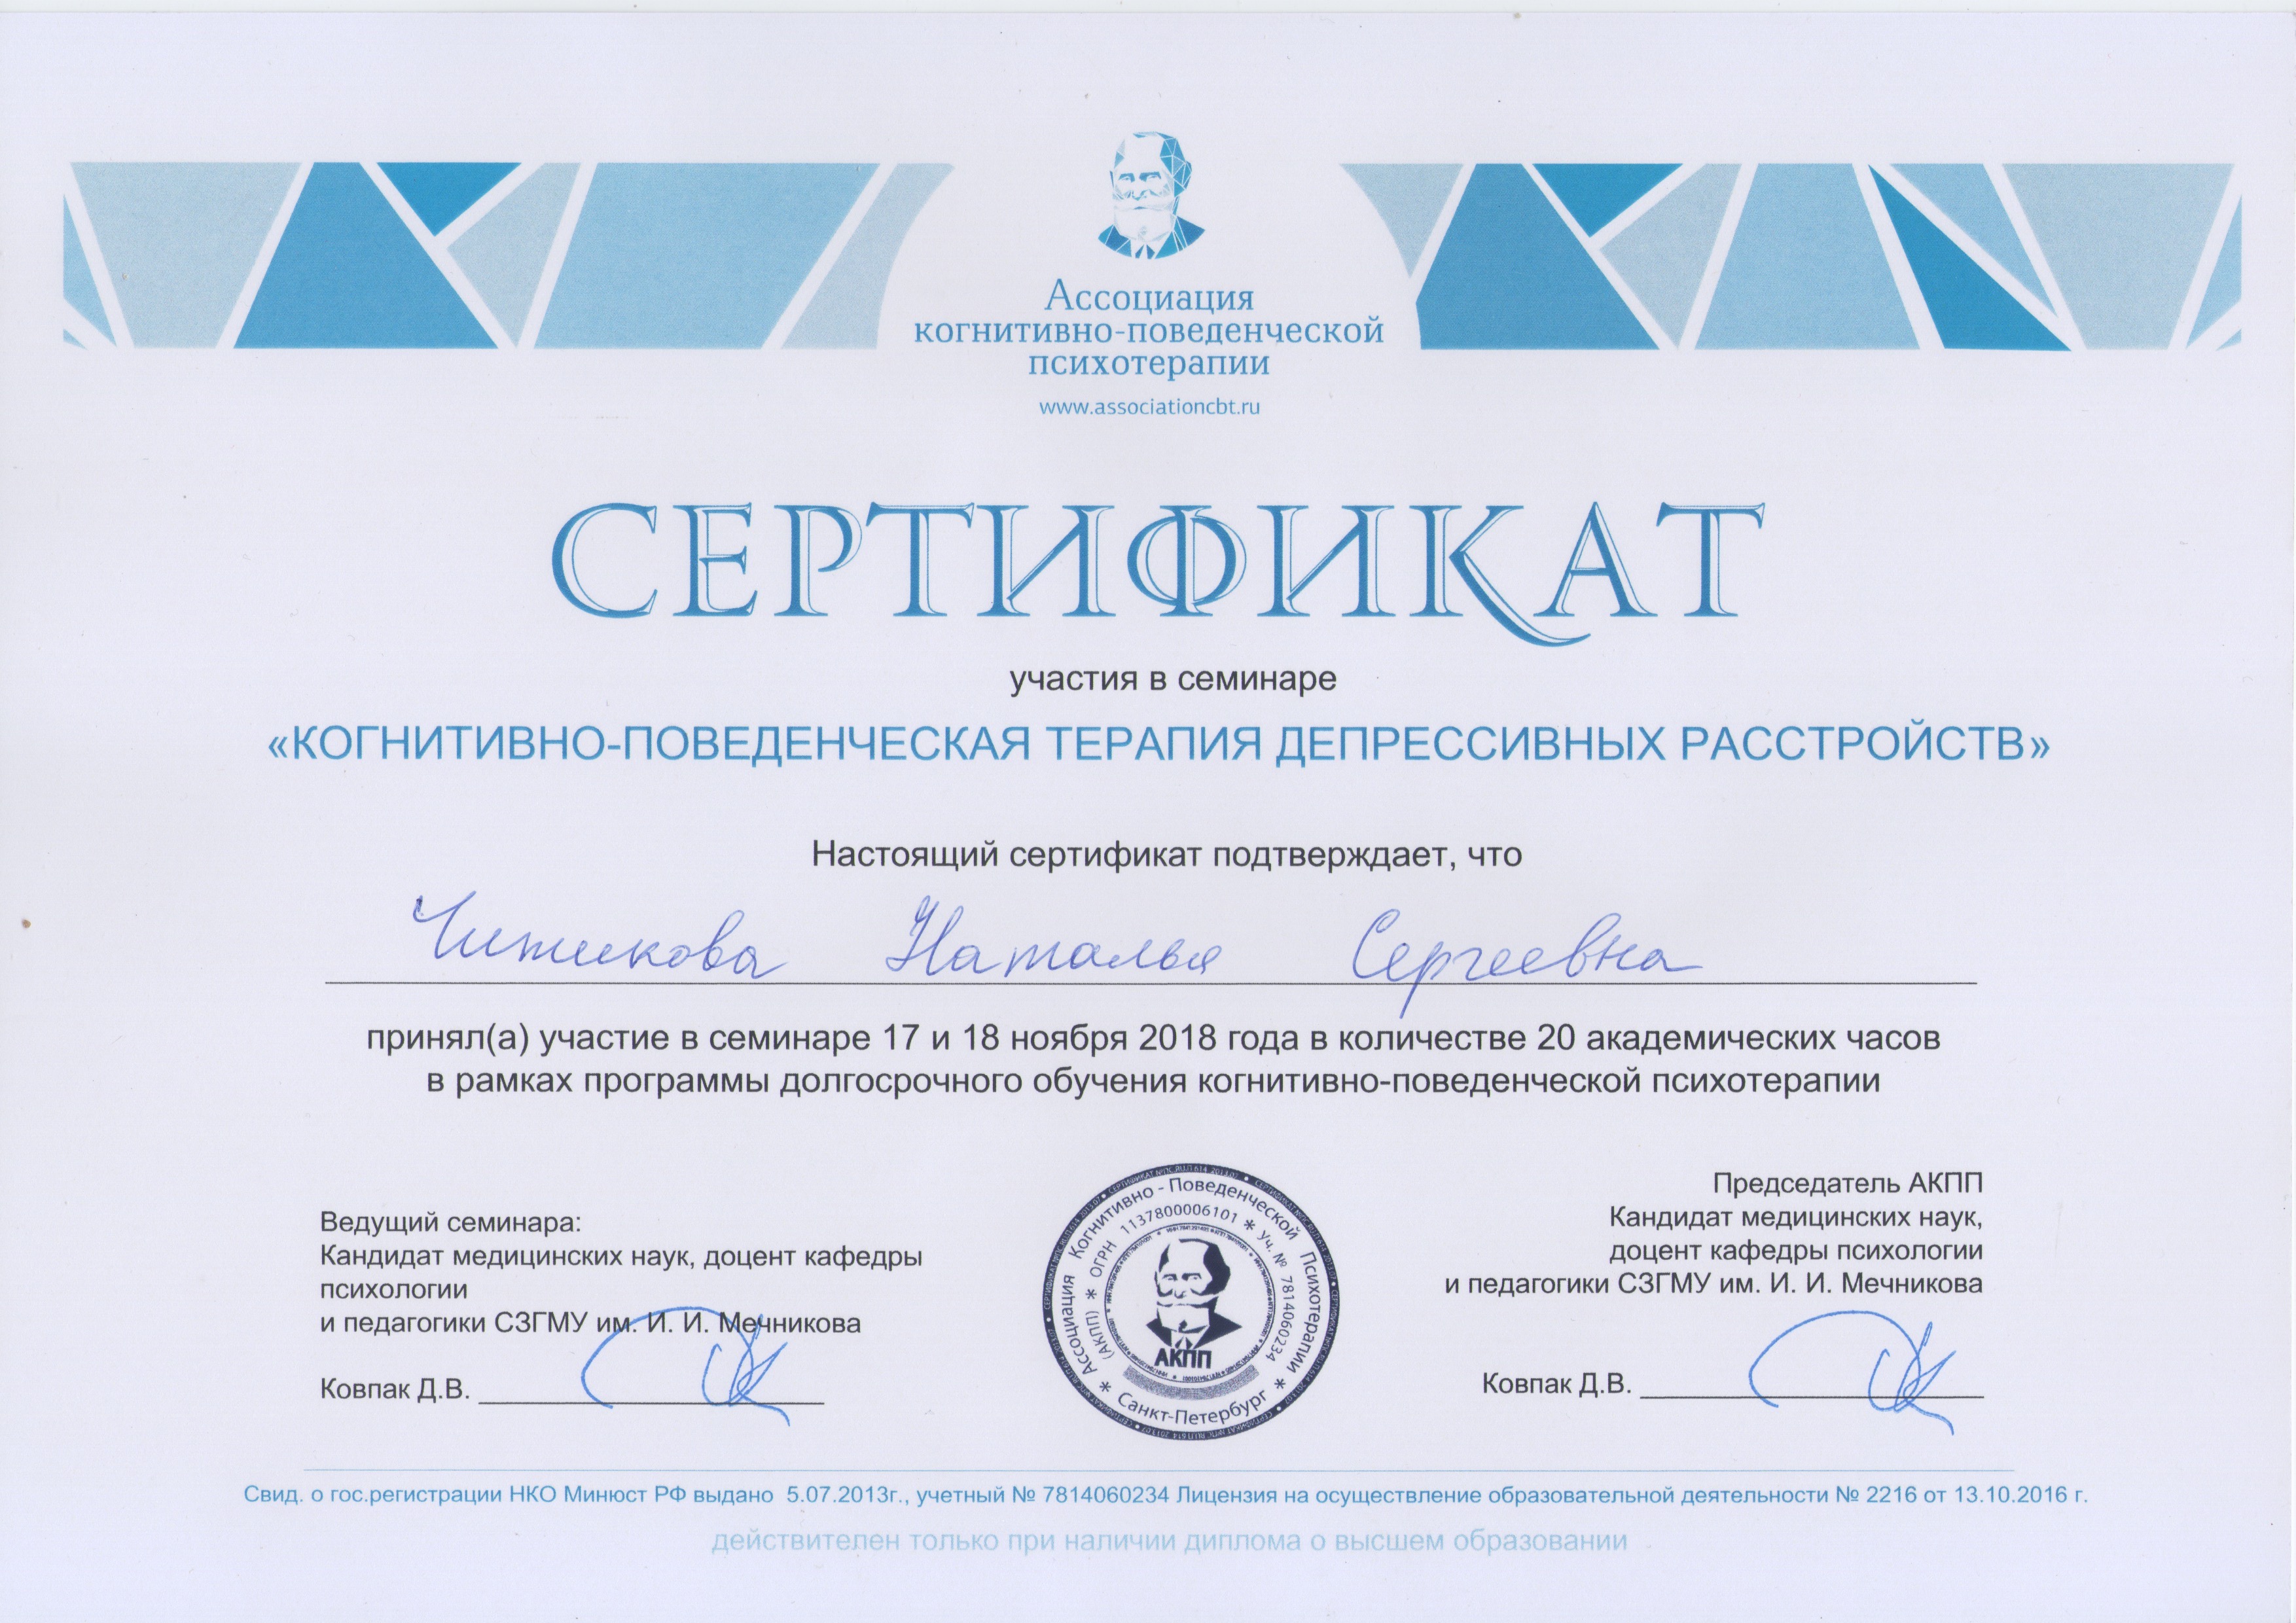 Ассоциация
когнитивно-поведенческой
психотерапии
www.associationcbt.ru
СЕРТИФИКАТ
участия в семинаре
«КОГНИТИВНО-ПОВЕДЕНЧЕСКАЯ ТЕРАПИЯ ДЕПРЕССИВНЫХ РАССТРОЙСТВ»
Настоящий сертификат подтверждает, что
Чижикова Наталья Сергеевна
принял(а) участие в семинаре 17 и 18 ноября 2018 года в количестве 20 академических часов
в рамках программы долгосрочного обучения когнитивно-поведенческой психотерапии
Ведущий семинара:
Кандидат медицинских наук, доцент кафедры
психологии
и педагогики СЗГМУ им. И. И. Мечникова
Ковпак Д.В.
Ассоциация Когнитивно - Поведенческой Психотерапии
* Санкт-Петербург *
(АКПП) * ОГРН 1137800006101 * Уч. № 7814060234
АКПП
Председатель АКПП
Кандидат медицинских наук,
доцент кафедры психологии
и педагогики СЗГМУ им. И. И. Мечникова
Ковпак Д.В.
Свид. о гос.регистрации НКО Минюст РФ выдано 5.07.2013г., учетный № 7814060234 Лицензия на осуществление образовательной деятельности № 2216 от 13.10.2016 г.
действителен только при наличии диплома о высшем образовании